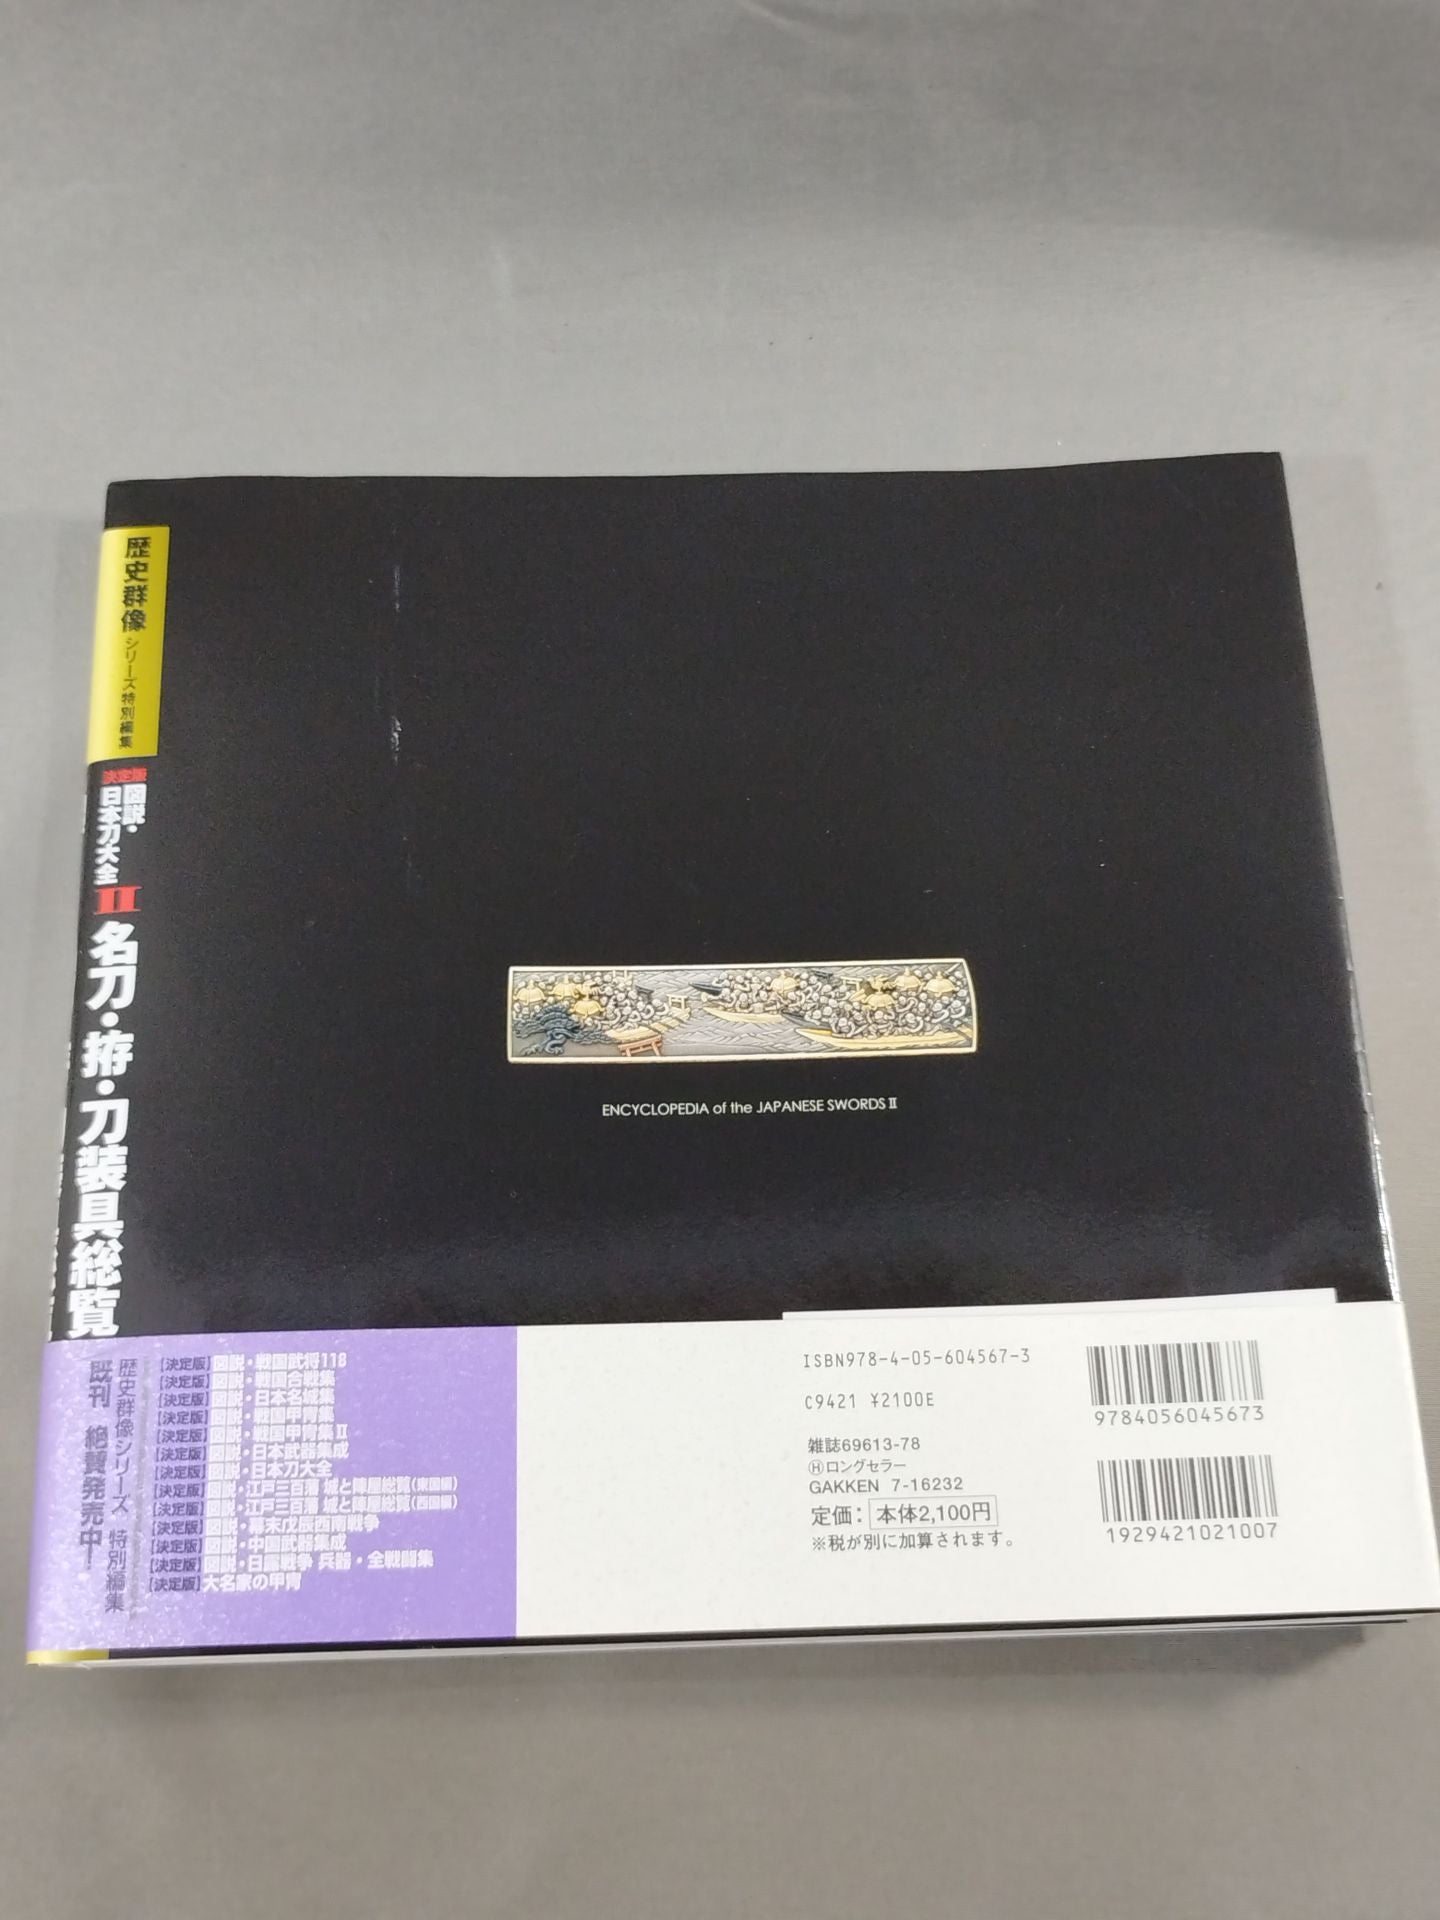 歴史群像シリーズ特別編集
決定版
図説・
日本刀大全
II
名刀・拵・刀装具総覧
ENCYCLOPEDIA of the JAPANESE SWORDS II
既刊 絶賛発売中!
歴史群像シリーズ 特別編集
【決定版】図説・戦国武将118
【決定版】図説・戦国合戦集
【決定版】図説・日本名城集
【決定版】図説・戦国甲冑集
【決定版】図説・戦国甲冑集II
【決定版】図説・日本武器集成
【決定版】図説・日本刀大全
【決定版】図説・江戸三百藩 城と陣屋総覧(東国編)
【決定版】図説・江戸三百藩 城と陣屋総覧(西国編)
【決定版】図説・幕末戊辰西南戦争
【決定版】図説・中国武器集成
【決定版】図説・日露戦争 兵器・全戦闘集
【決定版】大名家の甲冑
ISBN978-4-05-604567-3
C9421 ¥2100E
雑誌69613-78
Ⓗロングセラー
GAKKEN 7-16232
定価:本体2,100円
※税が別に加算されます。
9784056045673
1929421021007